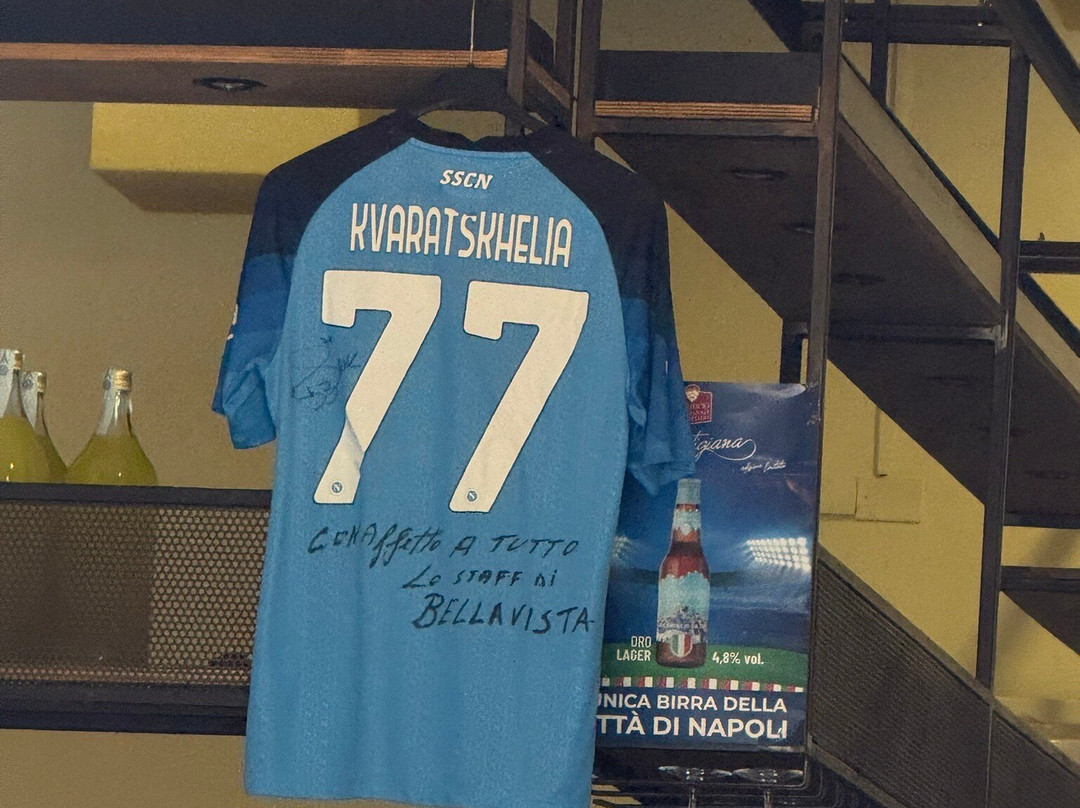 SSCN
KVARATSKHELIA
77
CON Affetto A TUTTO
Lo STAFF di
BELLAVISTA
ORO
LAGER
4,8% vol.
UNICA BIRRA DELLA
TTÀ DI NAPOLI